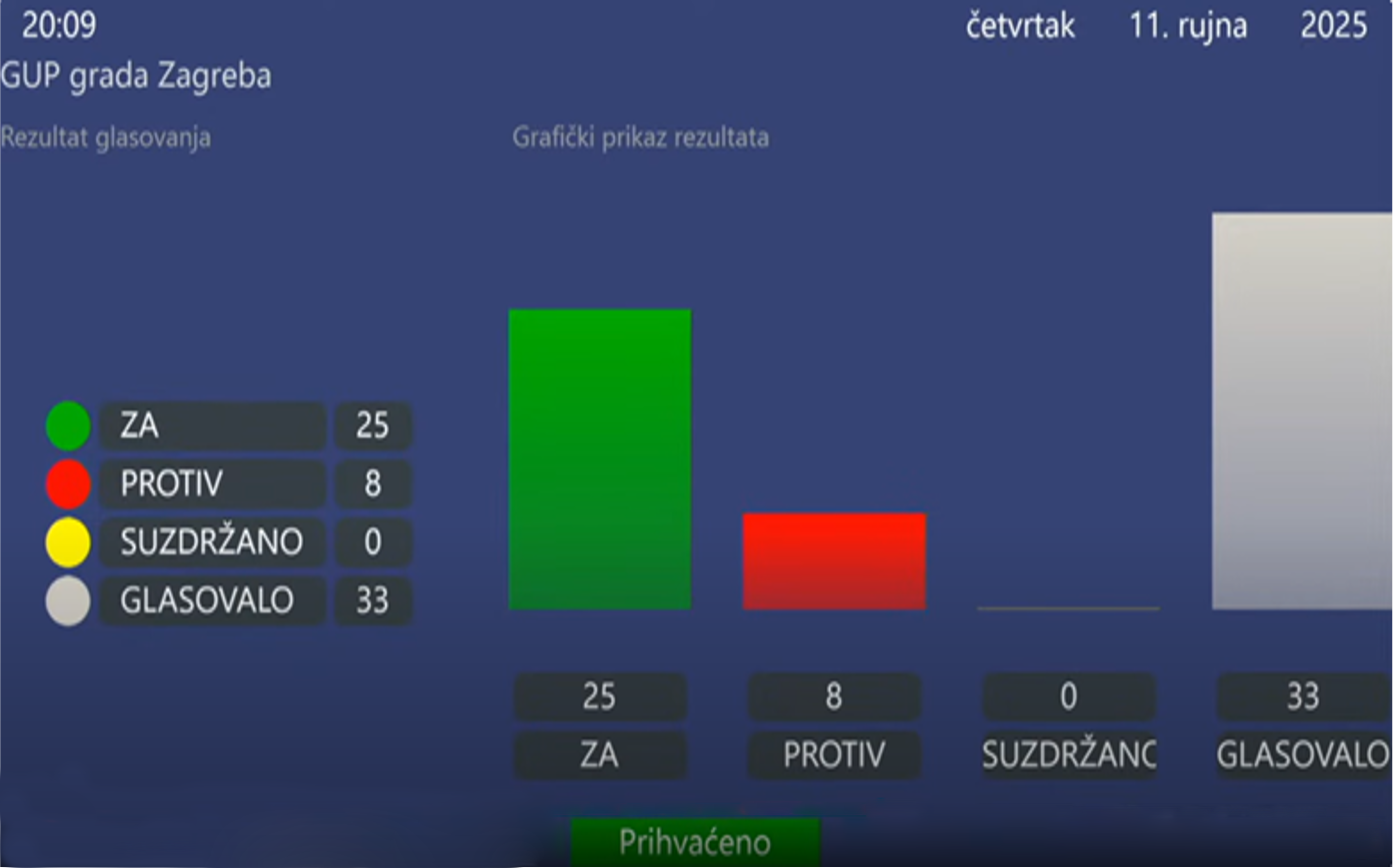 20:09 četvrtak 11. rujna 2025
GUP grada Zagreba
Rezultat glasovanja Grafički prikaz rezultata
ZA 25
PROTIV 8
SUZDRŽANO 0
GLASOVALO 33
25 8 0 33
ZA PROTIV SUZDRŽANC GLASOVALO
Prihvaćeno